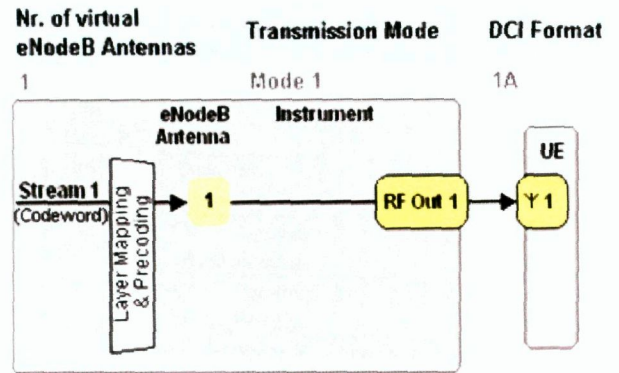 Nr. of virtual
eNodeB Antennas
Transmission Mode
DCI Format
1
Mode 1
1A
eNodeB
Antenna
Instrument
UE
Stream 1
(Codeword)
Layer Mapping
& Precoding
1
RF Out 1
1